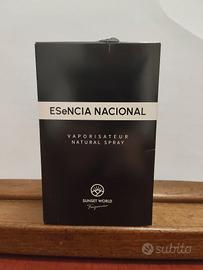 ESeNCIA NACIONAL
VAPORISATEUR
NATURAL SPRAY
SUNSET WORLD
Fragrances
subito